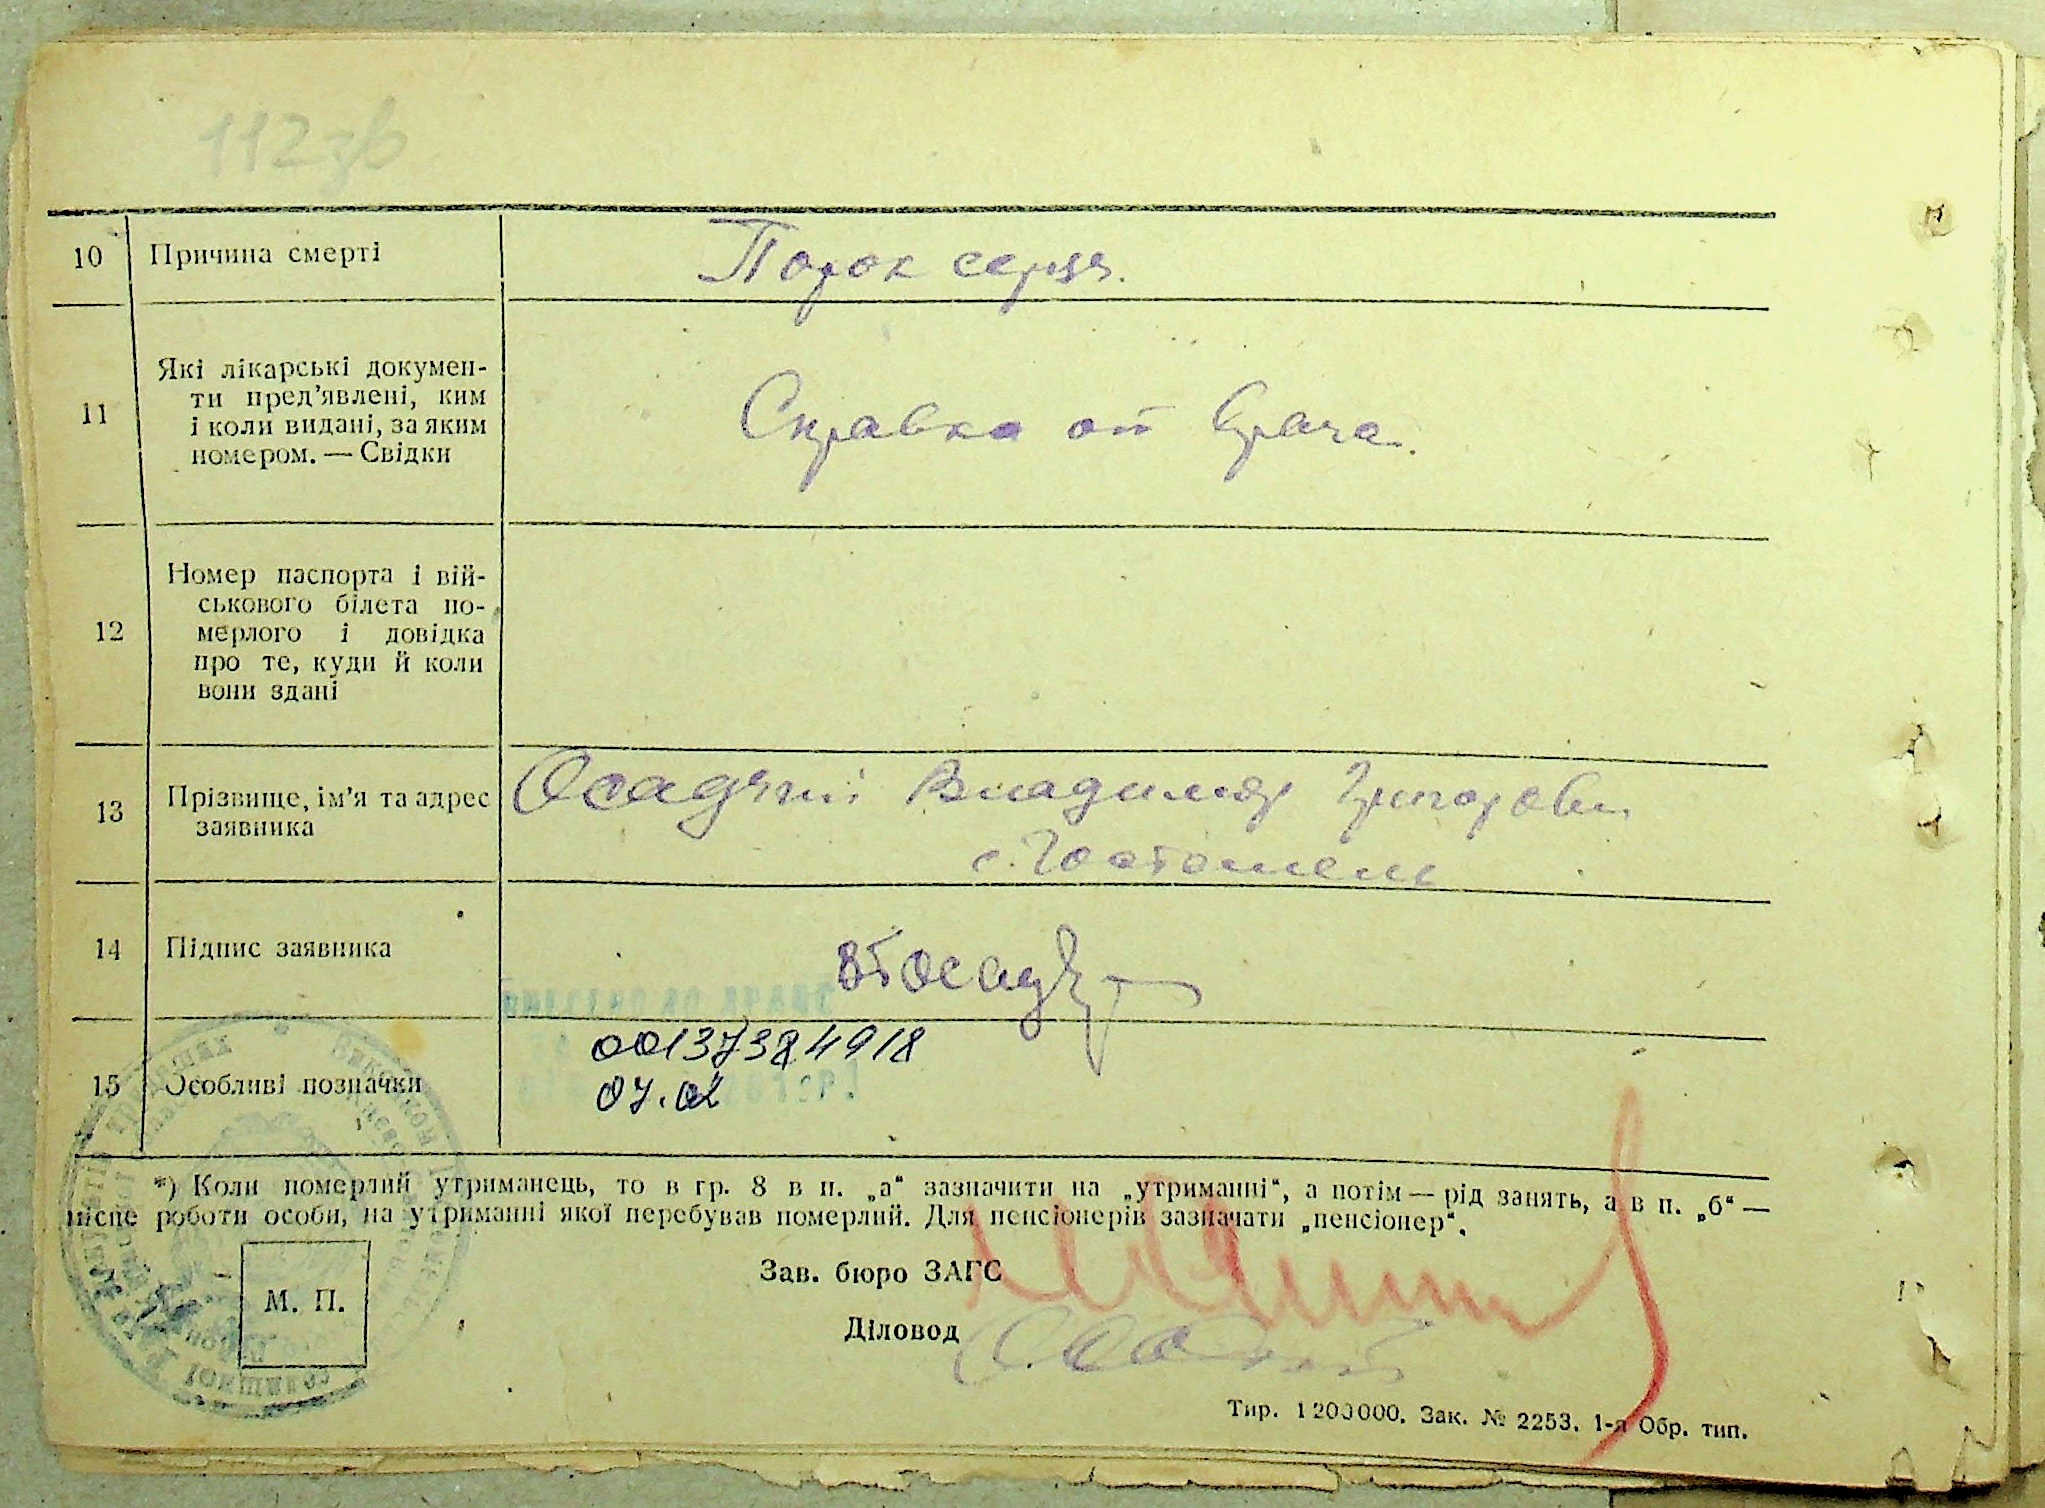 112зв
10 Причина смерті Порок серця.
11 Які лікарські докумен-
ти пред’явлені, ким
і коли видані, за яким
номером. — Свідки
Справка от врача.
12 Номер паспорта і вій-
ськового білета по-
мерлого і довідка
про те, куди й коли
вони здані
13 Прізвище, ім’я та адрес
заявника
Осадчий Владимир Григорови
с. Гостомель
14 Підпис заявника
15 Особливі позначки
00137384918
07.02
*) Коли померлий утриманець, то в гр. 8 в п. „а“ зазначити на „утриманні“, а потім — рід занять, а в п. „б“ —
місце роботи особи, на утриманні якої перебував померлий. Для пенсіонерів зазначати „пенсіонер“.
М. П.
Зав. бюро ЗАГС
Діловод
Тир. 1200000. Зак. № 2253. 1-а Обр. тип.